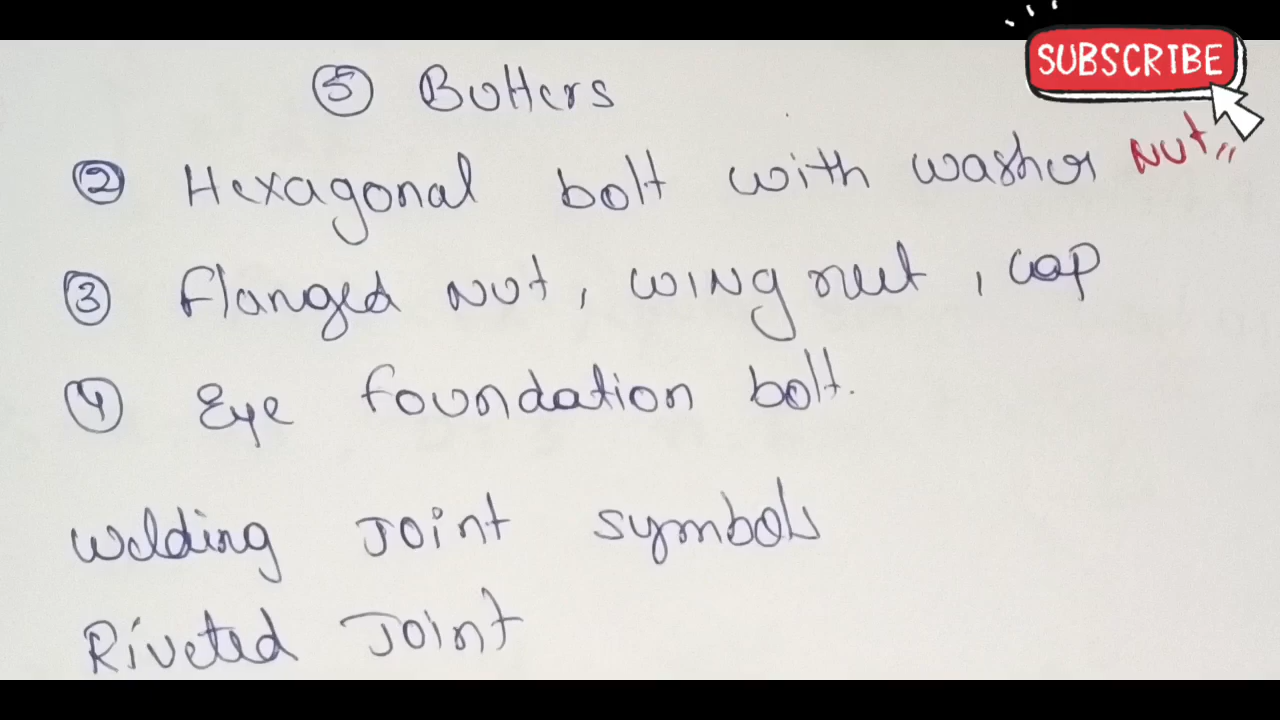 SUBSCRIBE
⑤ Butters
② Hexagonal bolt with washer Nut,,
③ flanged Nut, wing nut, cap
④ Eye foundation bolt.
Welding Joint symbols
Riveted Joint